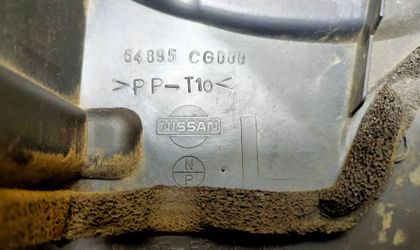 64895 CG000
>PP-T10<
NISSAN
N
P